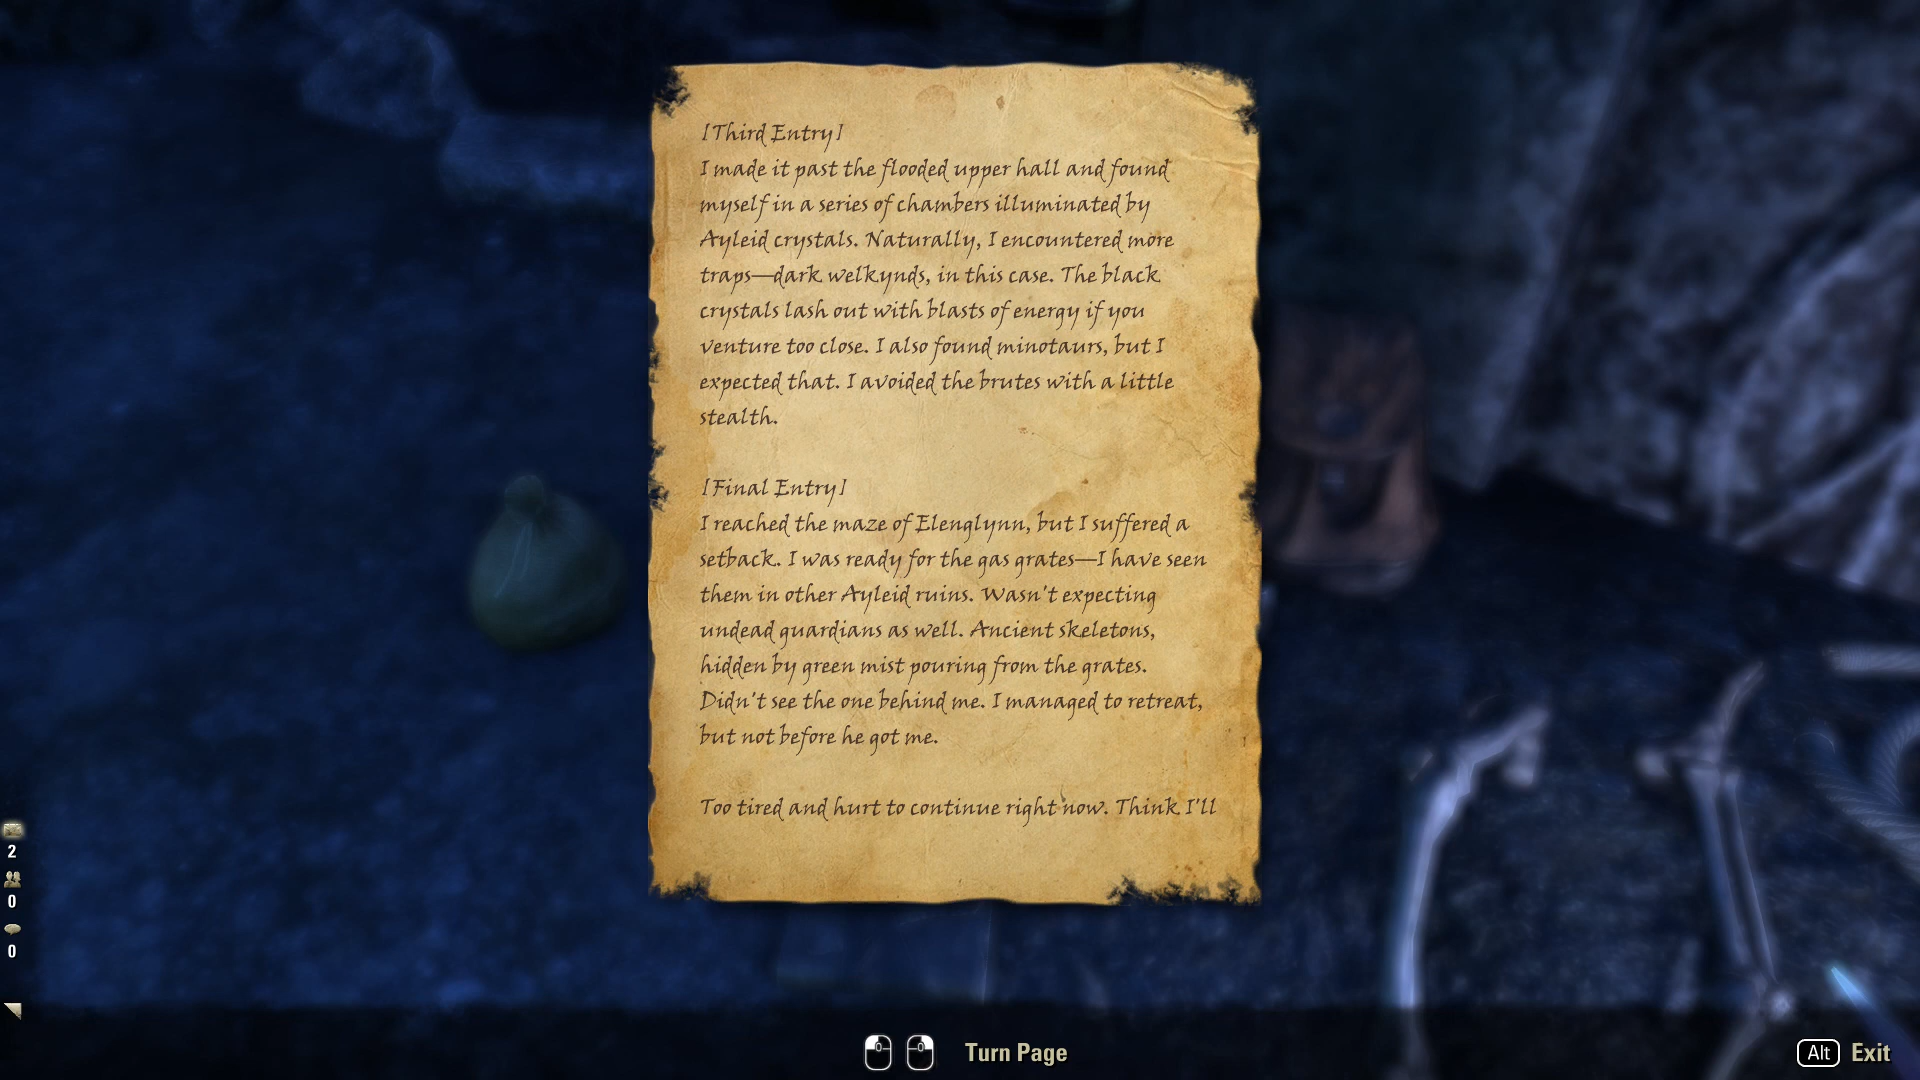 [Third Entry]
I made it past the flooded upper hall and found
myself in a series of chambers illuminated by
Ayleid crystals. Naturally, I encountered more
traps—dark welkynds, in this case. The black
crystals lash out with blasts of energy if you
venture too close. I also found minotaurs, but I
expected that. I avoided the brutes with a little
stealth.
[Final Entry]
I reached the maze of Elenglynn, but I suffered a
setback. I was ready for the gas grates—I have seen
them in other Ayleid ruins. Wasn't expecting
undead guardians as well. Ancient skeletons,
hidden by green mist pouring from the grates.
Didn't see the one behind me. I managed to retreat,
but not before he got me.
Too tired and hurt to continue right now. Think I'll
2
0
0
Turn Page
Alt Exit